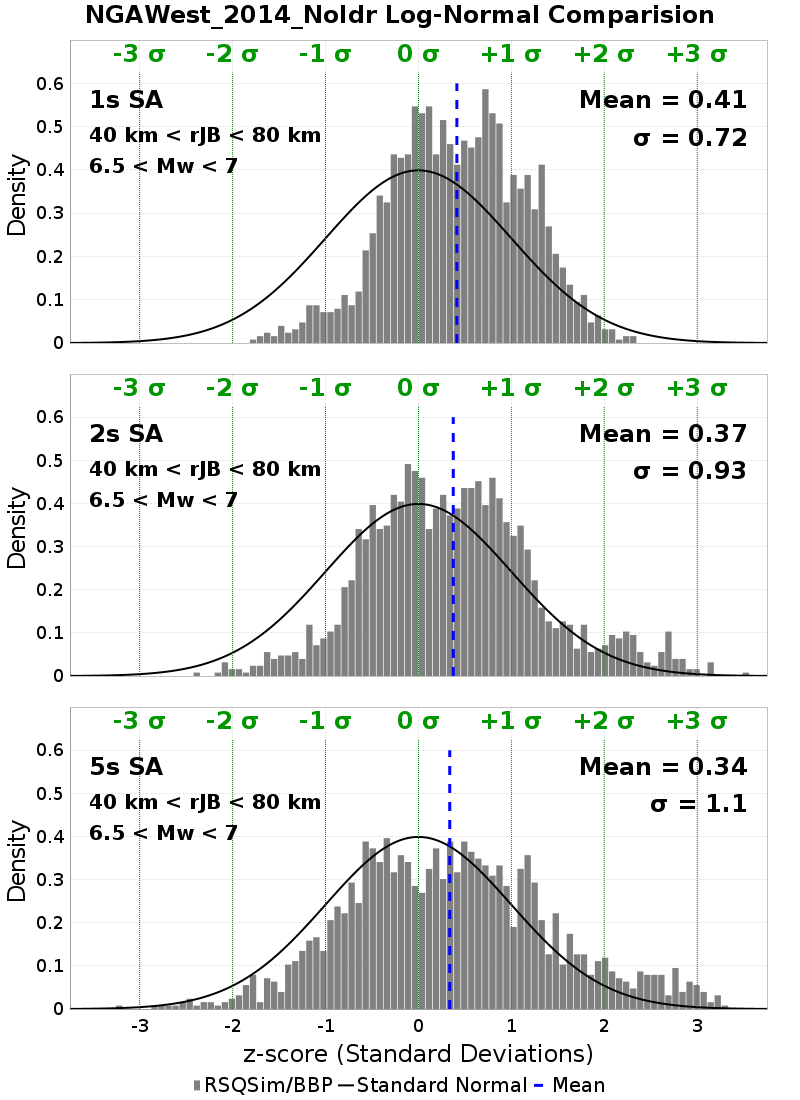 NGAWest_2014_NoIdr Log-Normal Comparision
-3 σ -2 σ -1 σ 0 σ +1 σ +2 σ +3 σ
0.6
1s SA Mean = 0.41
0.5
40 km < rJB < 80 km σ = 0.72
6.5 < Mw < 7
0.4
Density
0.3
0.2
0.1
0
-3 σ -2 σ -1 σ 0 σ +1 σ +2 σ +3 σ
0.6
2s SA Mean = 0.37
0.5
40 km < rJB < 80 km σ = 0.93
6.5 < Mw < 7
0.4
Density
0.3
0.2
0.1
0
-3 σ -2 σ -1 σ 0 σ +1 σ +2 σ +3 σ
0.6
5s SA Mean = 0.34
0.5
40 km < rJB < 80 km σ = 1.1
6.5 < Mw < 7
0.4
Density
0.3
0.2
0.1
0
-3 -2 -1 0 1 2 3
z-score (Standard Deviations)
RSQSim/BBP Standard Normal Mean